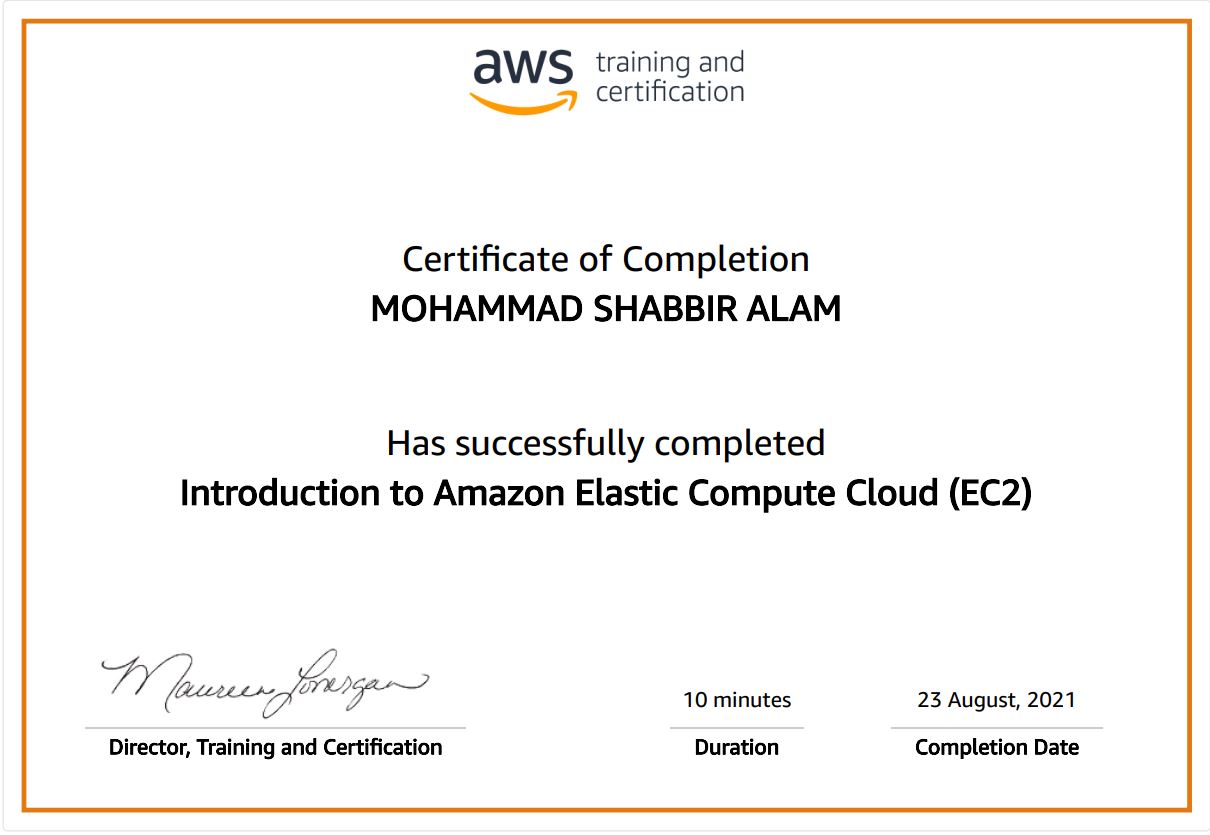 aws training and
certification
Certificate of Completion
MOHAMMAD SHABBIR ALAM
Has successfully completed
Introduction to Amazon Elastic Compute Cloud (EC2)
Maureen Lonergan
Director, Training and Certification
10 minutes
Duration
23 August, 2021
Completion Date